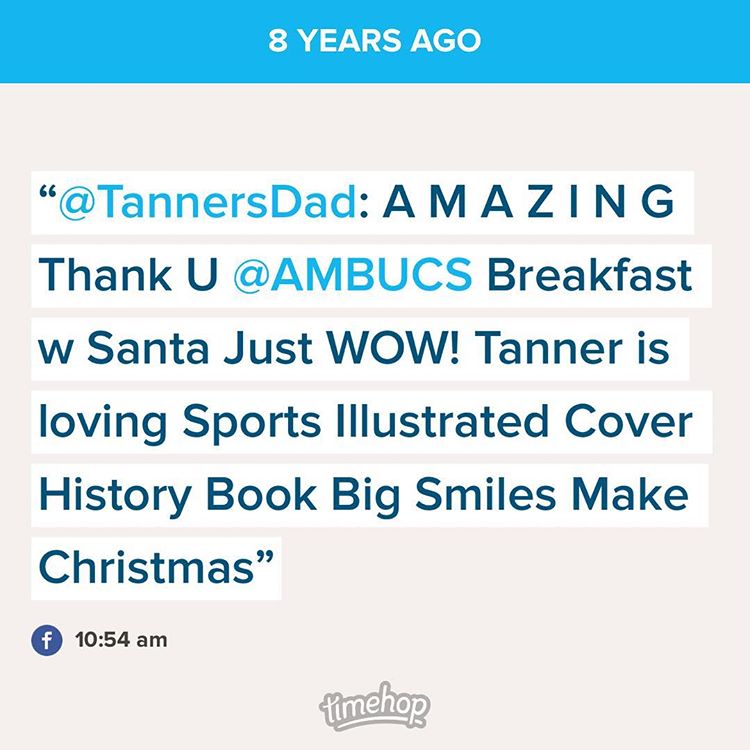 8 YEARS AGO
“@TannersDad: A M A Z I N G
Thank U @AMBUCS Breakfast
w Santa Just WOW! Tanner is
loving Sports Illustrated Cover
History Book Big Smiles Make
Christmas”
f 10:54 am
timehop